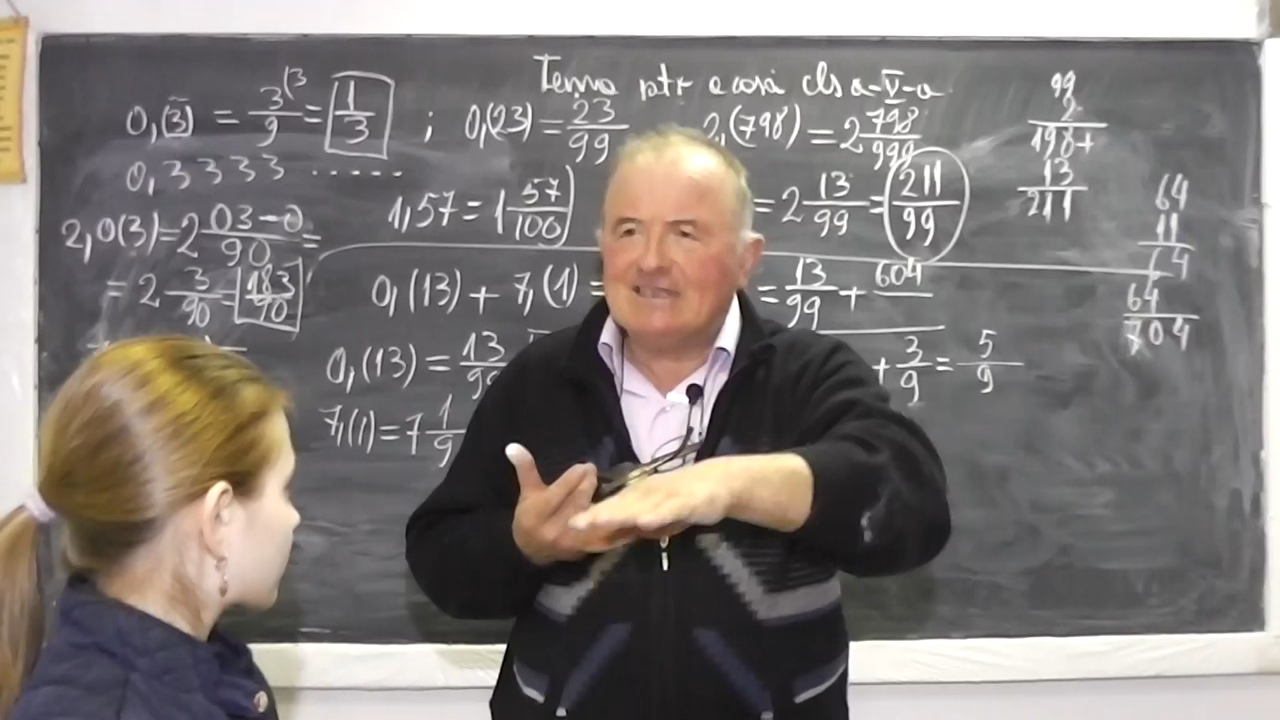 Tema ptr acasă cls a-V-a
0,(3) = 3/9 (3 = 1/3 ; 0,(23) = 23/99 2,(798) = 2 798/999
0,3333.....
1,57 = 1 57/100 = 2 13/99 = 211/99
2,0(3) = 2 03-0/90 =
= 2 3/90 = 183/90
0,(13) + 7,(1) = = 13/99 + 604
0,(13) = 13/99 + 3/9 = 5/9
7,(1) = 7 1/9
99
2
198+
13
211
64
11
64
64
704